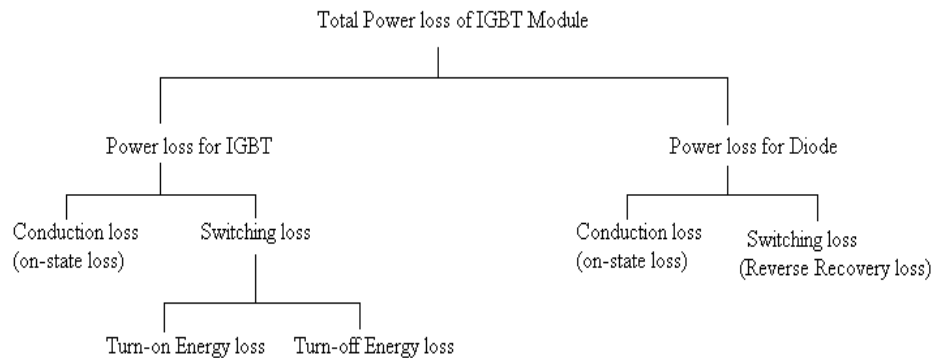 Total Power loss of IGBT Module
Power loss for IGBT
Power loss for Diode
Conduction loss
(on-state loss)
Switching loss
Conduction loss
(on-state loss)
Switching loss
(Reverse Recovery loss)
Turn-on Energy loss
Turn-off Energy loss